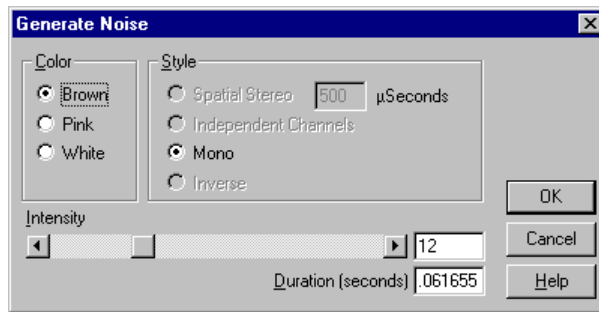 Generate Noise
Color
Brown
Pink
White
Style
Spatial Stereo 500 µSeconds
Independent Channels
Mono
Inverse
Intensity
12
Duration (seconds) .061655
OK
Cancel
Help